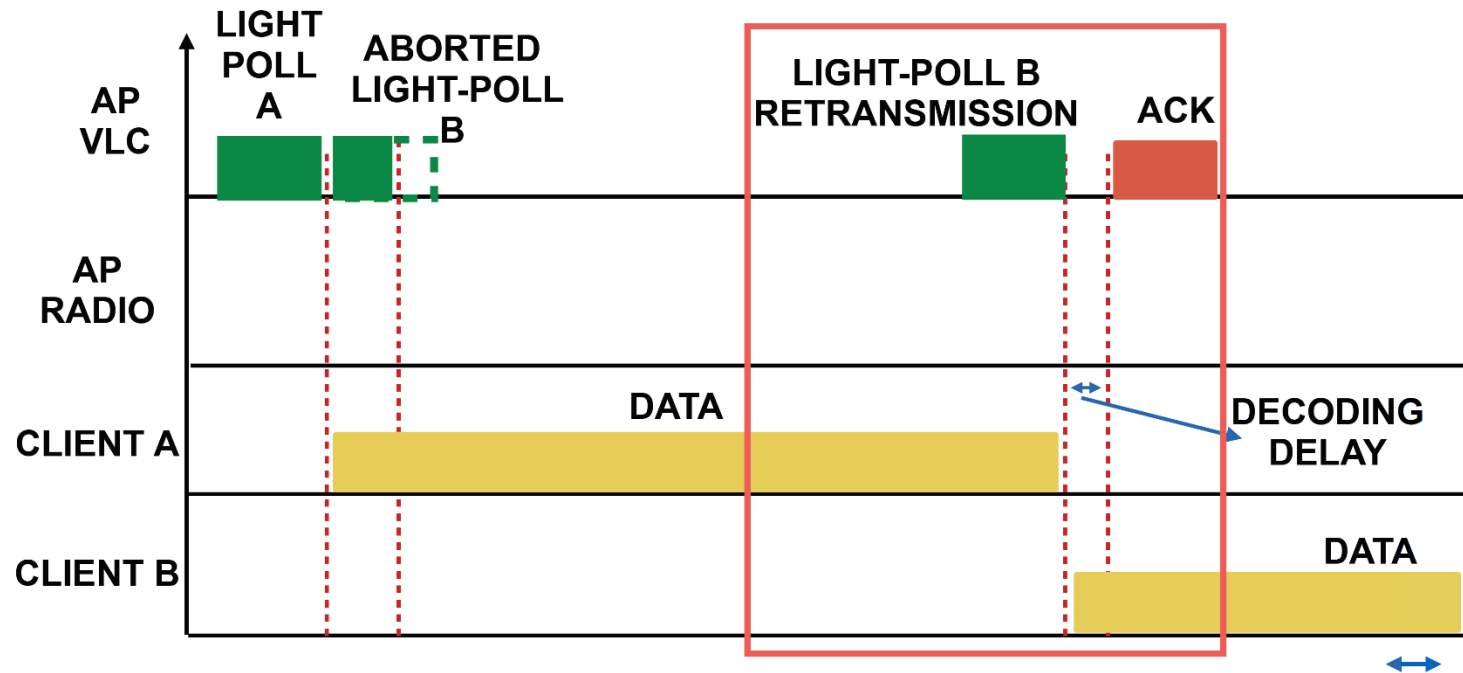 LIGHT
POLL
A
ABORTED
LIGHT-POLL
B
LIGHT-POLL B
RETRANSMISSION
ACK
AP
VLC
AP
RADIO
DATA
CLIENT A
DECODING
DELAY
DATA
CLIENT B